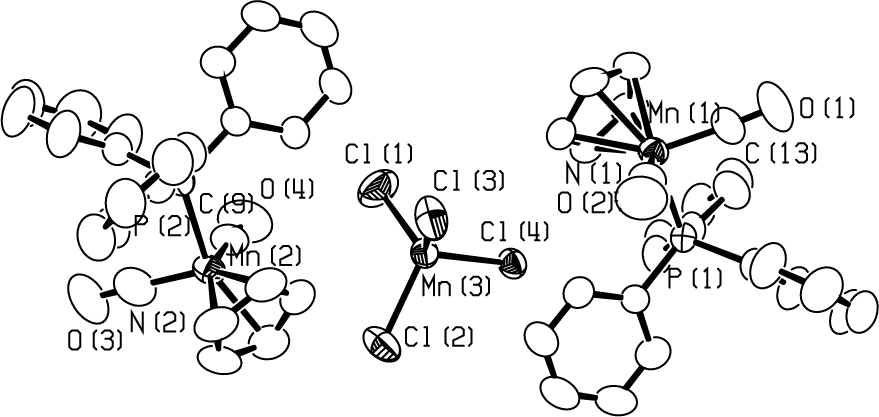 Mn(1)
O(1)
Cl(1)
Cl(3)
C(13)
N(1)
O(4)
C(9)
O(2)
P(2)
Cl(4)
Mn(2)
P(1)
Mn(3)
N(2)
O(3)
Cl(2)